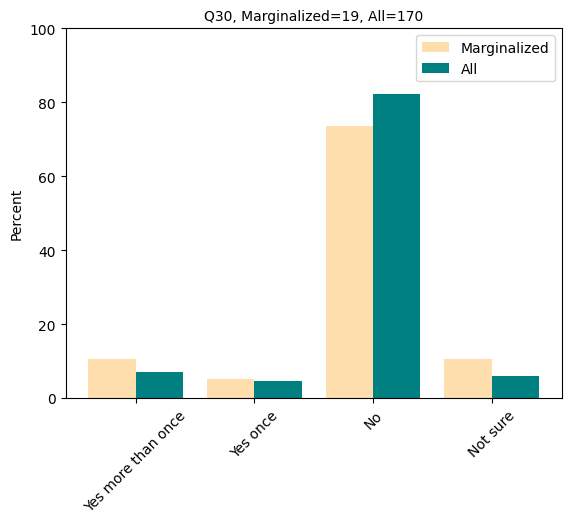 Q30, Marginalized=19, All=170
Marginalized
All
Percent
100
80
60
40
20
0
Yes more than once
Yes once
No
Not sure